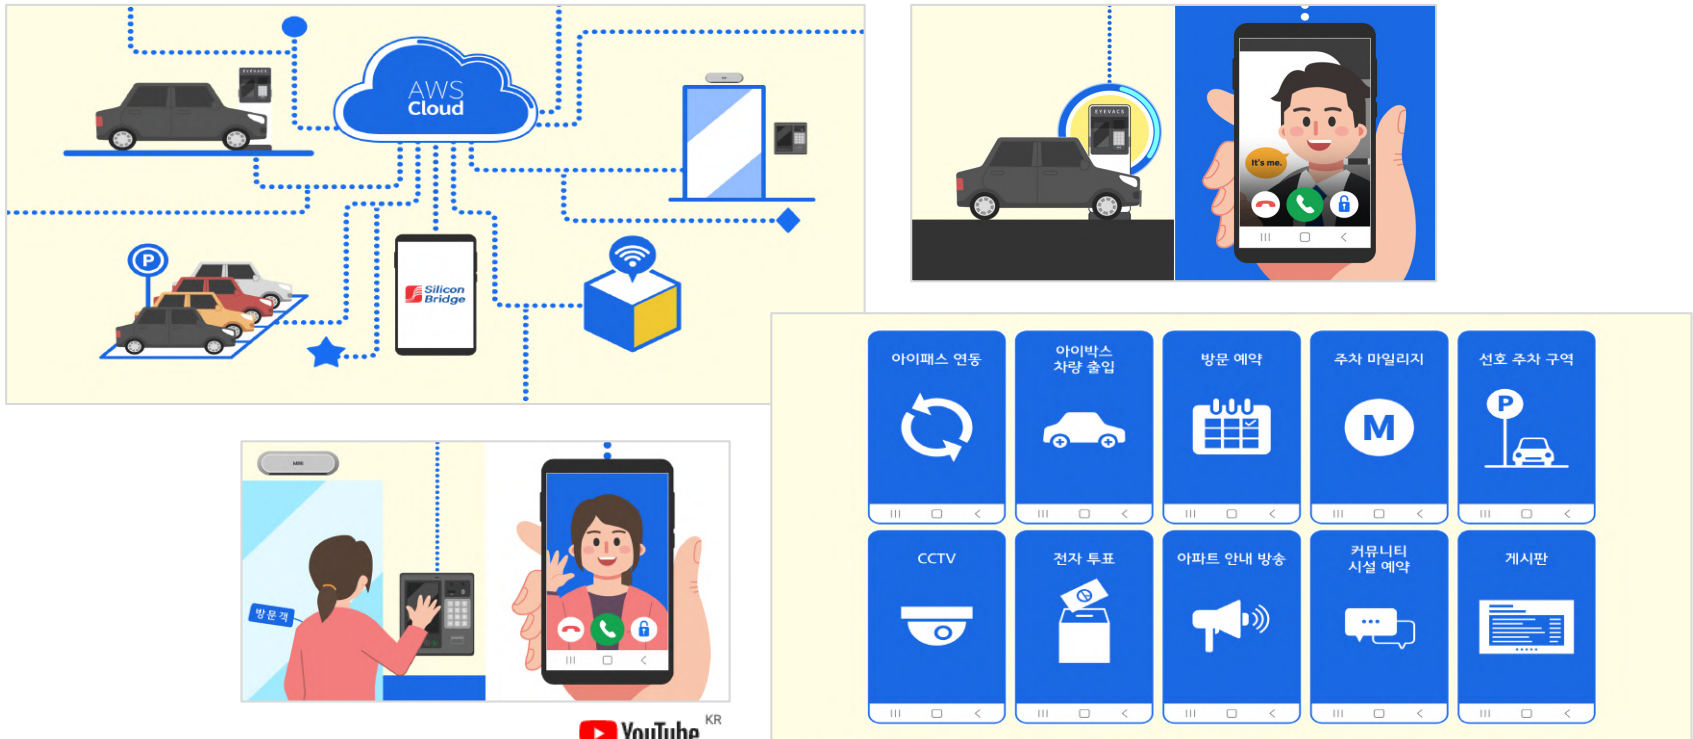 EYEVACS
AWS
Cloud
P
Silicon
Bridge
EYEVACS
It's me.
MINI
방문객
YouTube KR
아이패스 연동
아이박스
차량 출입
방문 예약
주차 마일리지
M
선호 주차 구역
P
CCTV
전자 투표
아파트 안내 방송
커뮤니티
시설 예약
게시판